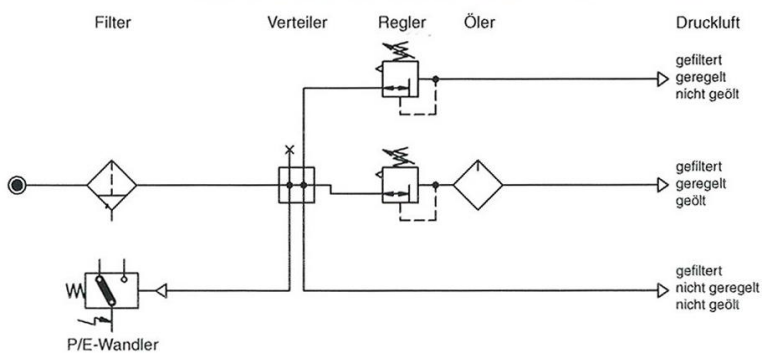 Filter
Verteiler
Regler
Öler
Druckluft
gefiltert
geregelt
nicht geölt
gefiltert
geregelt
geölt
gefiltert
nicht geregelt
nicht geölt
P/E-Wandler